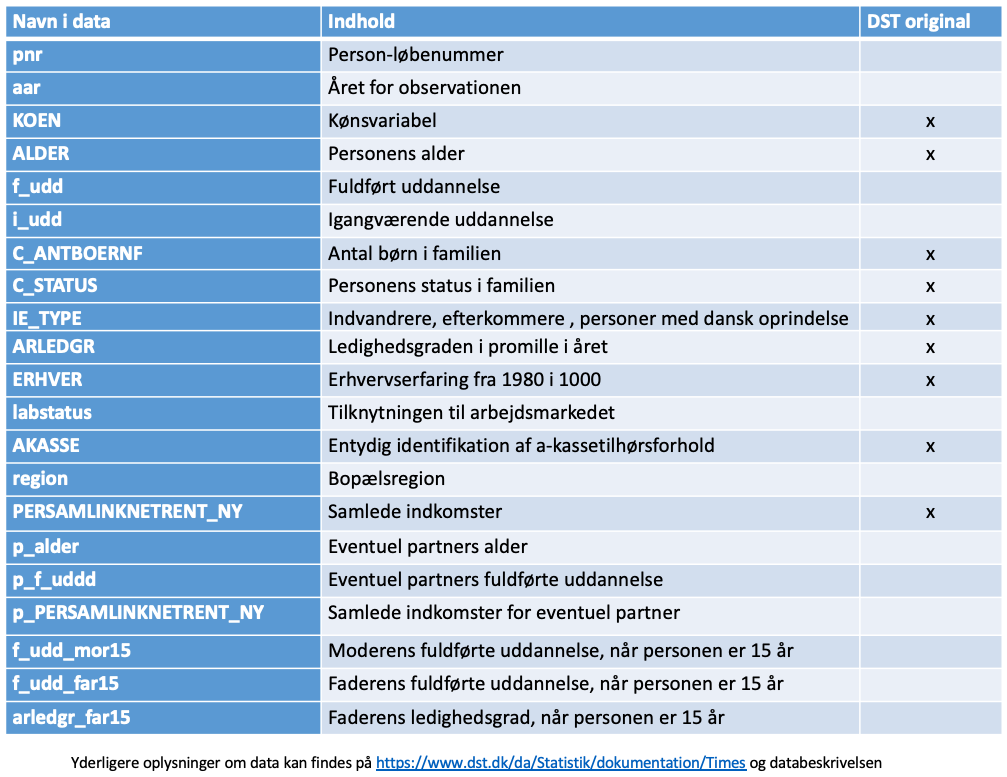 Navn i data Indhold DST original
pnr Person-løbenummer
aar Året for observationen
KOEN Kønsvariabel x
ALDER Personens alder x
f_udd Fuldført uddannelse
i_udd Igangværende uddannelse
C_ANTBOERNF Antal børn i familien x
C_STATUS Personens status i familien x
IE_TYPE Indvandrere, efterkommere , personer med dansk oprindelse x
ARLEDGR Ledighedsgraden i promille i året x
ERHVER Erhvervserfaring fra 1980 i 1000 x
labstatus Tilknytningen til arbejdsmarkedet
AKASSE Entydig identifikation af a-kassetilhørsforhold x
region Bopælsregion
PERSAMLINKNETRENT_NY Samlede indkomster x
p_alder Eventuel partners alder
p_f_uddd Eventuel partners fuldførte uddannelse
p_PERSAMLINKNETRENT_NY Samlede indkomster for eventuel partner
f_udd_mor15 Moderens fuldførte uddannelse, når personen er 15 år
f_udd_far15 Faderens fuldførte uddannelse, når personen er 15 år
arledgr_far15 Faderens ledighedsgrad, når personen er 15 år
Yderligere oplysninger om data kan findes på https://www.dst.dk/da/Statistik/dokumentation/Times og databeskrivelsen